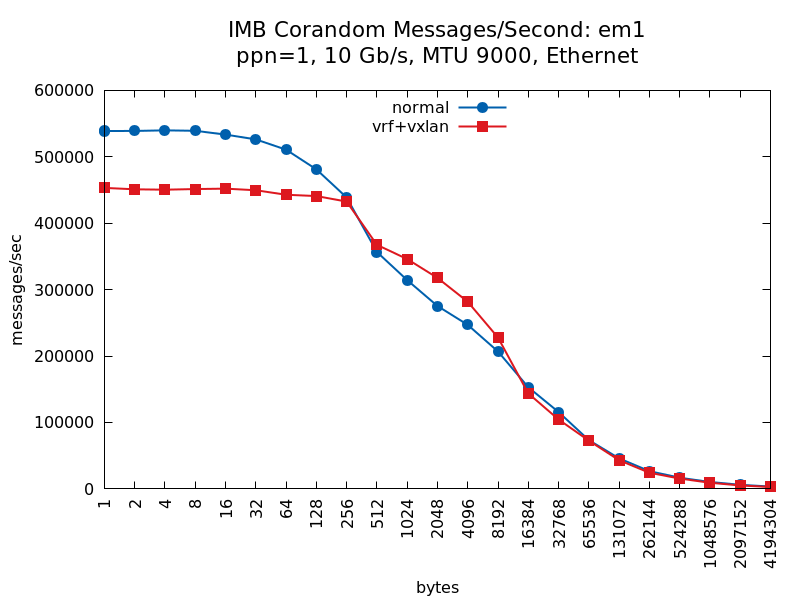 IMB Corandom Messages/Second: em1
ppn=1, 10 Gb/s, MTU 9000, Ethernet
normal
vrf+vxlan
600000
500000
400000
300000
200000
100000
0
messages/sec
1 2 4 8 16 32 64 128 256 512 1024 2048 4096 8192 16384 32768 65536 131072 262144 524288 1048576 2097152 4194304
bytes